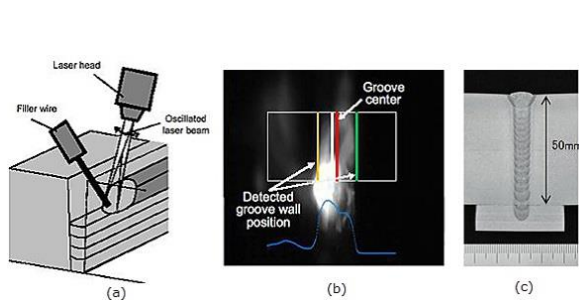 Laser head
Filler wire
Oscillated
laser beam
(a)
Groove
center
Detected
groove wall
position
(b)
50mm
(c)